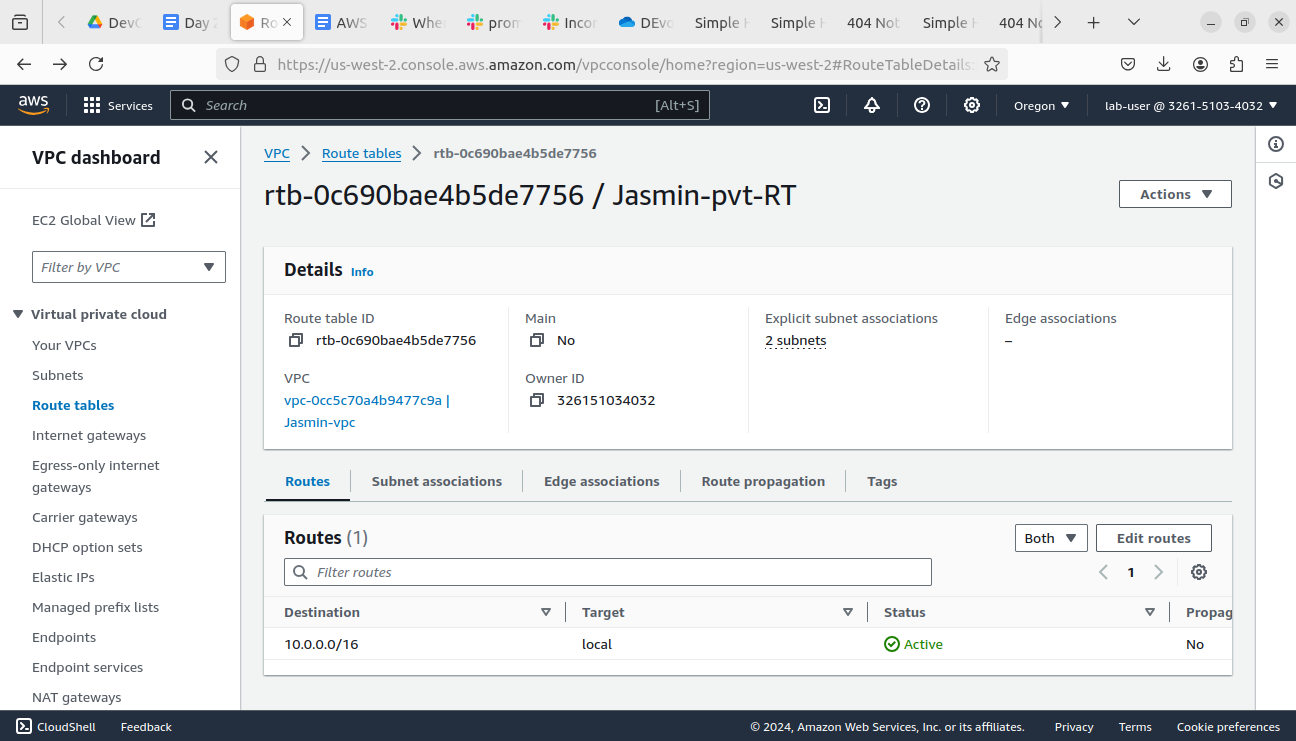 DevO
Day 2
Ro
AWS
Whe
pron
Incor
DEvo
Simple H
Simple H
404 Not
Simple H
404 No
https://us-west-2.console.aws.amazon.com/vpcconsole/home?region=us-west-2#RouteTableDetails:
aws
Services
Search
[Alt+S]
Oregon
lab-user @ 3261-5103-4032
VPC dashboard
EC2 Global View
Filter by VPC
Virtual private cloud
Your VPCs
Subnets
Route tables
Internet gateways
Egress-only internet
gateways
Carrier gateways
DHCP option sets
Elastic IPs
Managed prefix lists
Endpoints
Endpoint services
NAT gateways
VPC > Route tables > rtb-0c690bae4b5de7756
rtb-0c690bae4b5de7756 / Jasmin-pvt-RT
Actions
Details Info
Route table ID
rtb-0c690bae4b5de7756
Main
No
Explicit subnet associations
2 subnets
Edge associations
–
VPC
vpc-0cc5c70a4b9477c9a |
Jasmin-vpc
Owner ID
326151034032
Routes
Subnet associations
Edge associations
Route propagation
Tags
Routes (1)
Both
Edit routes
Filter routes
1
Destination
Target
Status
Propag
10.0.0.0/16
local
Active
No
CloudShell
Feedback
© 2024, Amazon Web Services, Inc. or its affiliates.
Privacy
Terms
Cookie preferences